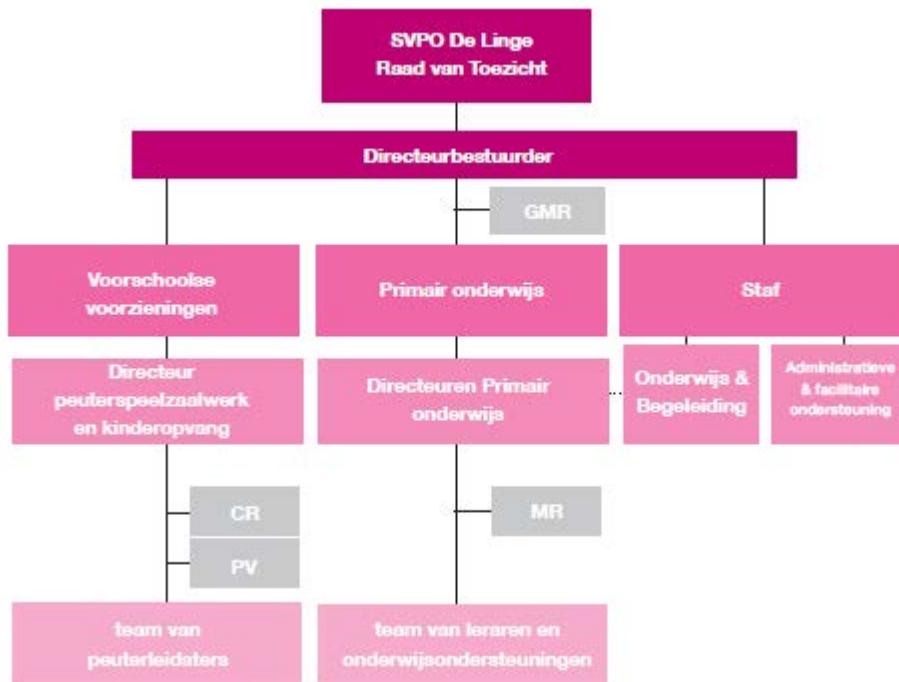 SVPO De Linge
Raad van Toezicht
Directeurbestuurder
GMR
Voorschoolse
voorzieningen
Primair onderwijs
Staf
Directeur
peuterspeelzaalwerk
en kinderopvang
Directeuren Primair
onderwijs
Onderwijs &
Begeleiding
Administratieve
& facilitaire
ondersteuning
CR
PV
MR
team van
peuterleidsters
team van leraren en
onderwijsondersteuningen